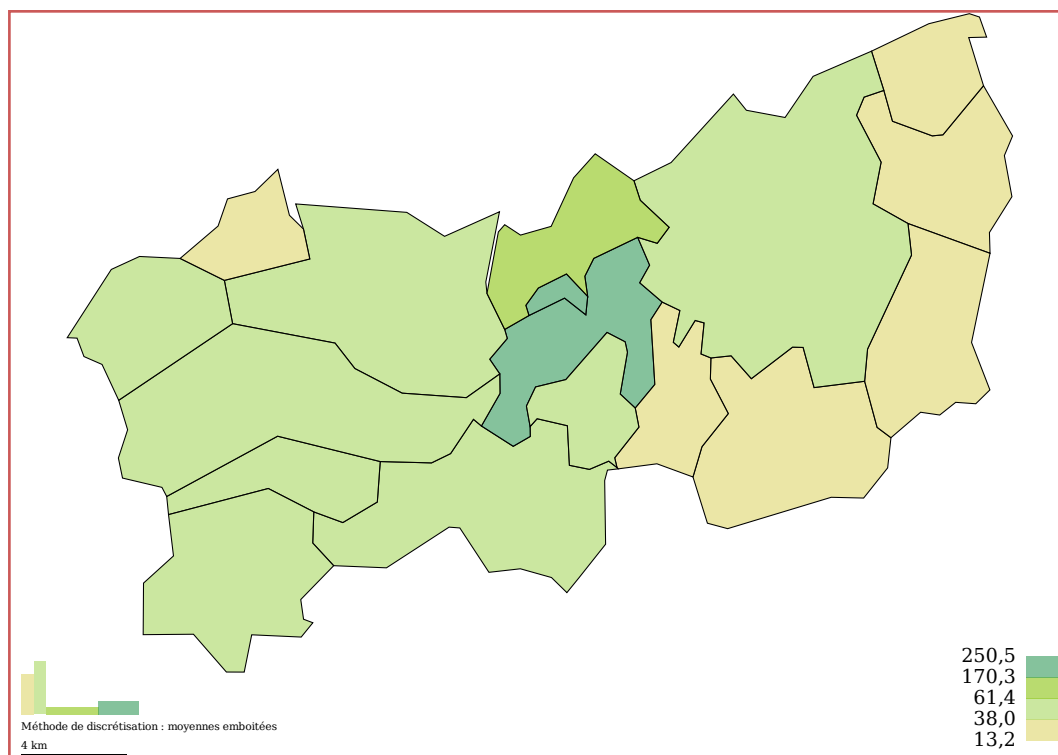 250,5
170,3
61,4
38,0
13,2
Méthode de discrétisation : moyennes emboitées
4 km